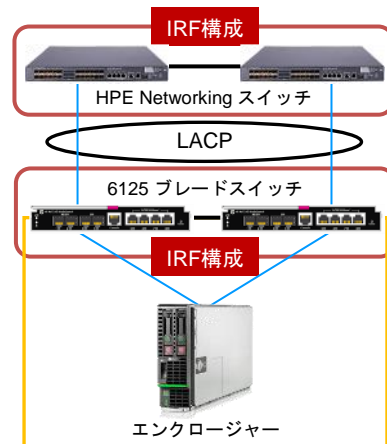 IRF構成
HPE Networking スイッチ
LACP
6125 ブレードスイッチ
IRF構成
エンクロージャー